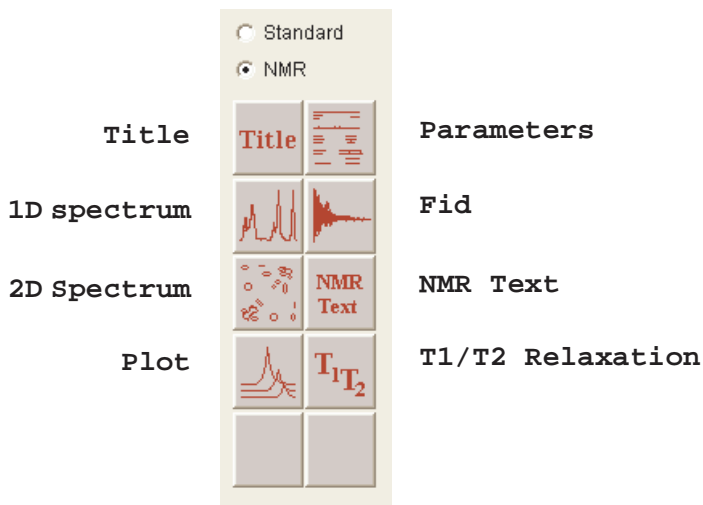 Standard
NMR
Title Title Parameters
1D spectrum Fid
2D Spectrum NMR Text NMR Text
Plot T1T2 T1/T2 Relaxation